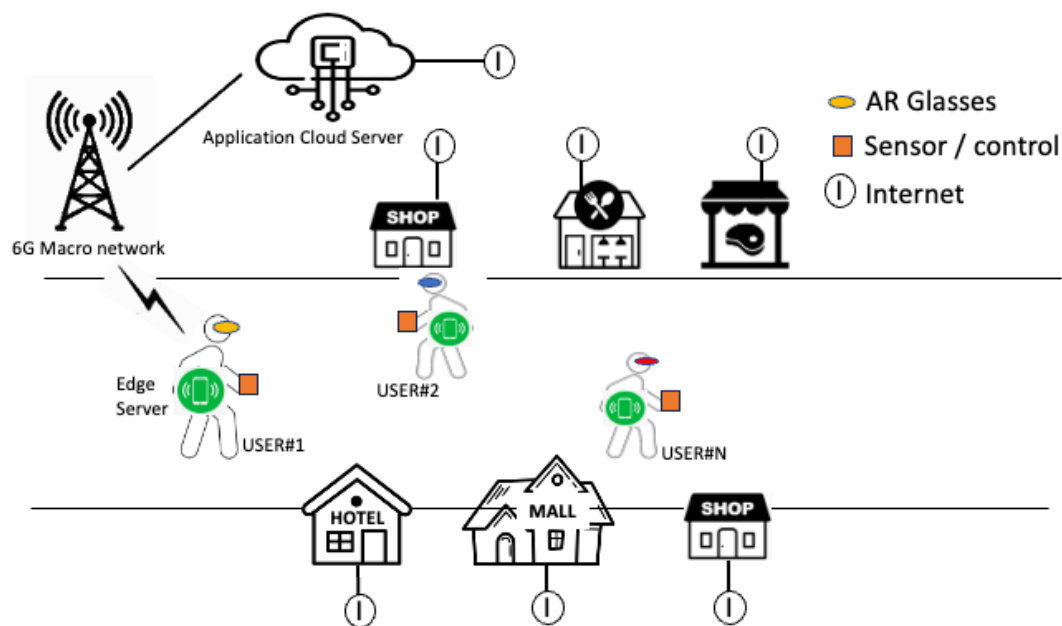 I
Application Cloud Server
6G Macro network
AR Glasses
Sensor / control
I Internet
I
I
I
SHOP
Edge
Server
USER#1
USER#2
USER#N
HOTEL
MALL
SHOP
I
I
I